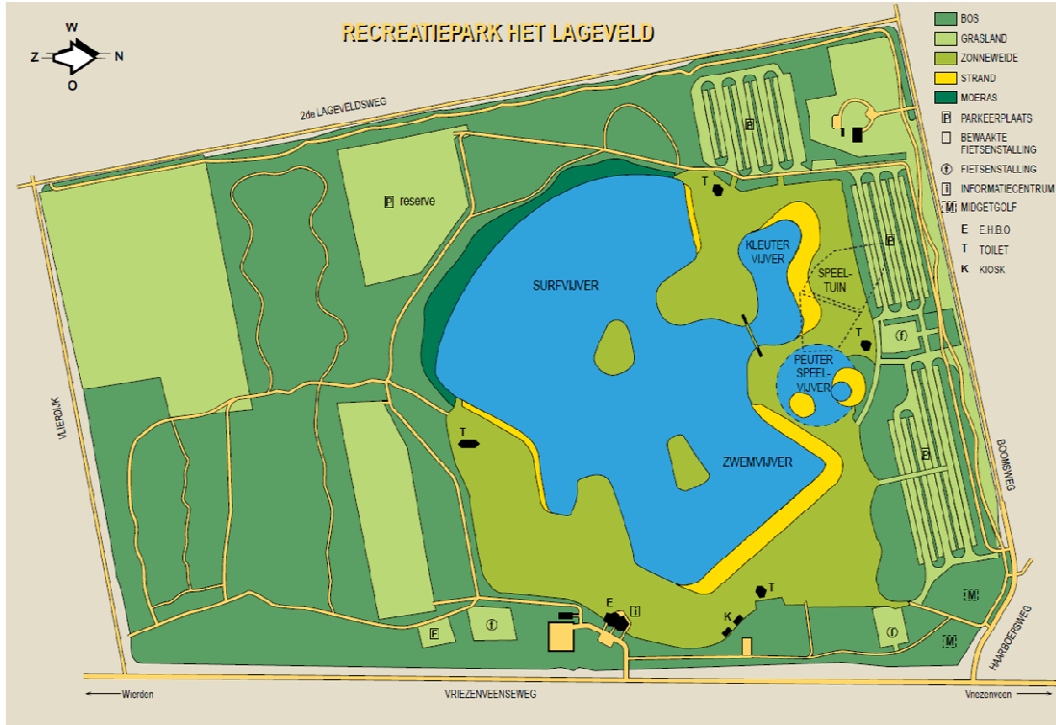 RECREATIEPARK HET LAGEVELD
W
Z
N
O
BOS
GRASLAND
ZONNEWEIDE
STRAND
MOERAS
P PARKEERPLAATS
BEWAAKTE
FIETSENSTALLING
f FIETSENSTALLING
i INFORMATIECENTRUM
M MIDGETGOLF
E E.H.B.O
T TOILET
K KIOSK
2de LAGEVELDSWEG
P
T
P reserve
KLEUTER
VIJVER
P
SURFVIJVER
SPEEL-
TUIN
T
f
PEUTER
SPEEL-
VIJVER
VLIERDIJK
T
ZWEMVIJVER
P
BOOMSWEG
T
M
E
i
K
P
f
f
M
HAARBOERSWEG
Wierden
VRIEZENVEENSEWEG
Vriezenveen